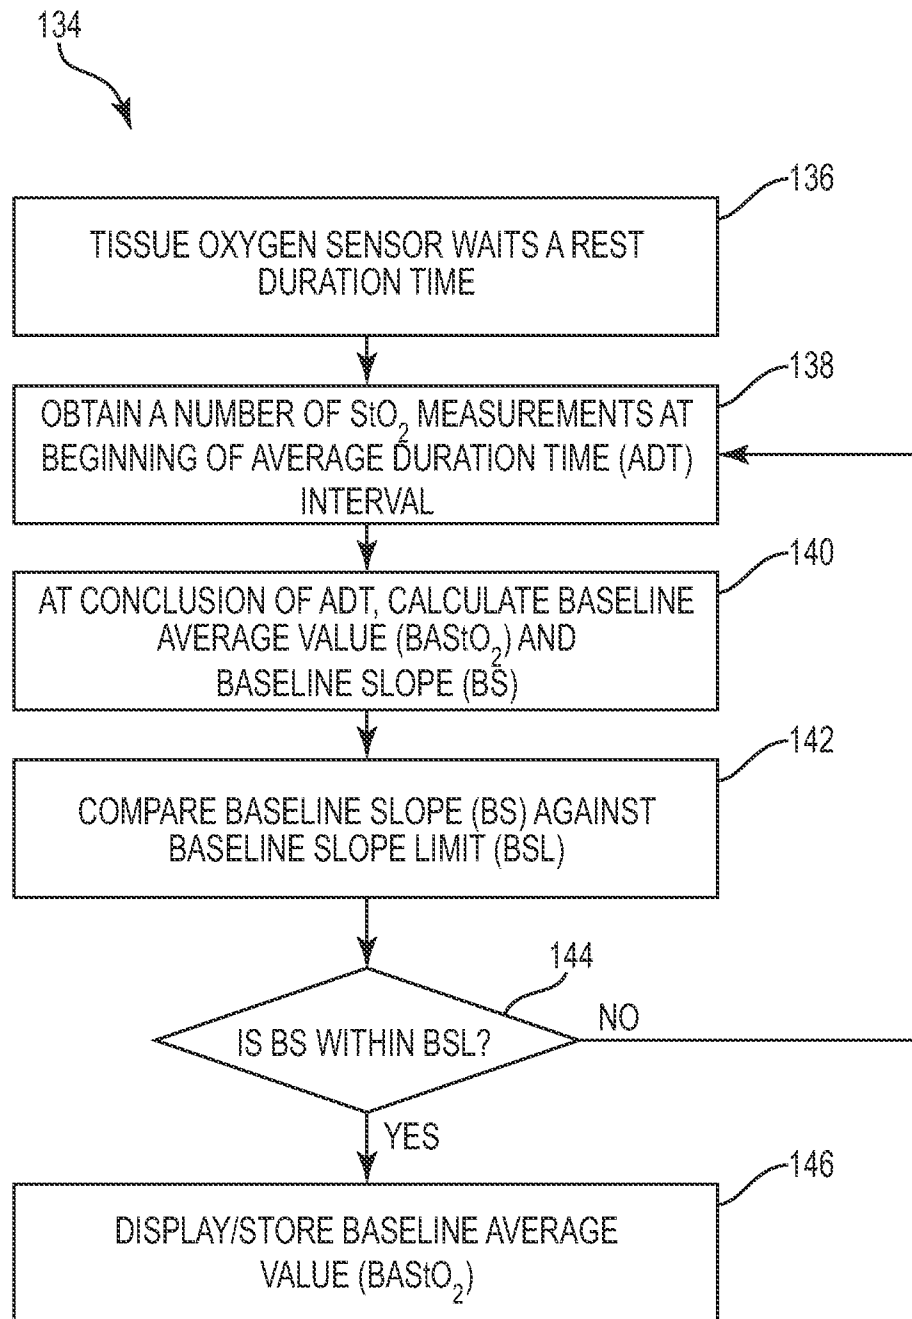 134
136
TISSUE OXYGEN SENSOR WAITS A REST
DURATION TIME
138
OBTAIN A NUMBER OF StO₂ MEASUREMENTS AT
BEGINNING OF AVERAGE DURATION TIME (ADT)
INTERVAL
140
AT CONCLUSION OF ADT, CALCULATE BASELINE
AVERAGE VALUE (BAStO₂) AND
BASELINE SLOPE (BS)
142
COMPARE BASELINE SLOPE (BS) AGAINST
BASELINE SLOPE LIMIT (BSL)
144
IS BS WITHIN BSL?
NO
YES
146
DISPLAY/STORE BASELINE AVERAGE
VALUE (BAStO₂)